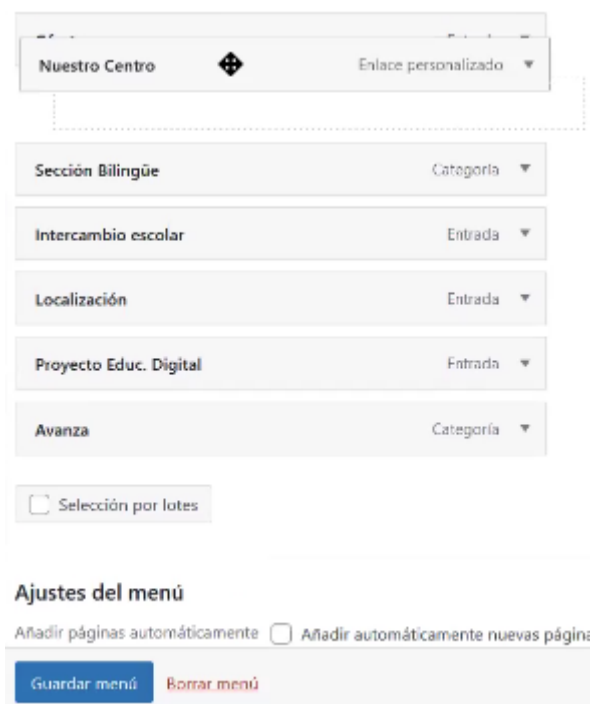 Nuestro Centro Enlace personalizado
Sección Bilingüe Categoría
Intercambio escolar Entrada
Localización Entrada
Proyecto Educ. Digital Entrada
Avanza Categoría
Selección por lotes
Ajustes del menú
Añadir páginas automáticamente Añadir automáticamente nuevas página
Guardar menú Borrar menú